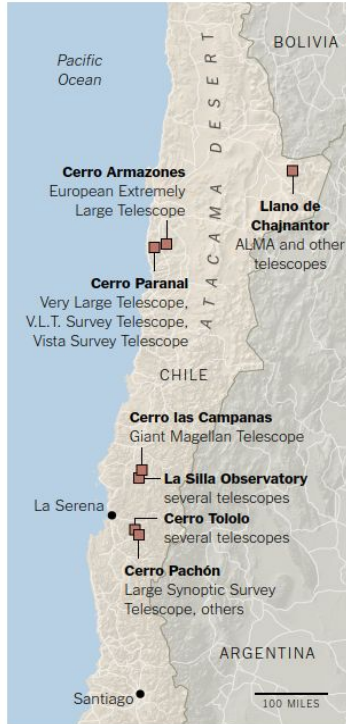 BOLIVIA
Pacific
Ocean
ATACAMA DESERT
Cerro Armazones
European Extremely
Large Telescope
Llano de
Chajnantor
ALMA and other
telescopes
Cerro Paranal
Very Large Telescope,
V.L.T. Survey Telescope,
Vista Survey Telescope
CHILE
Cerro las Campanas
Giant Magellan Telescope
La Silla Observatory
several telescopes
La Serena
Cerro Tololo
several telescopes
Cerro Pachón
Large Synoptic Survey
Telescope, others
ARGENTINA
Santiago
100 MILES